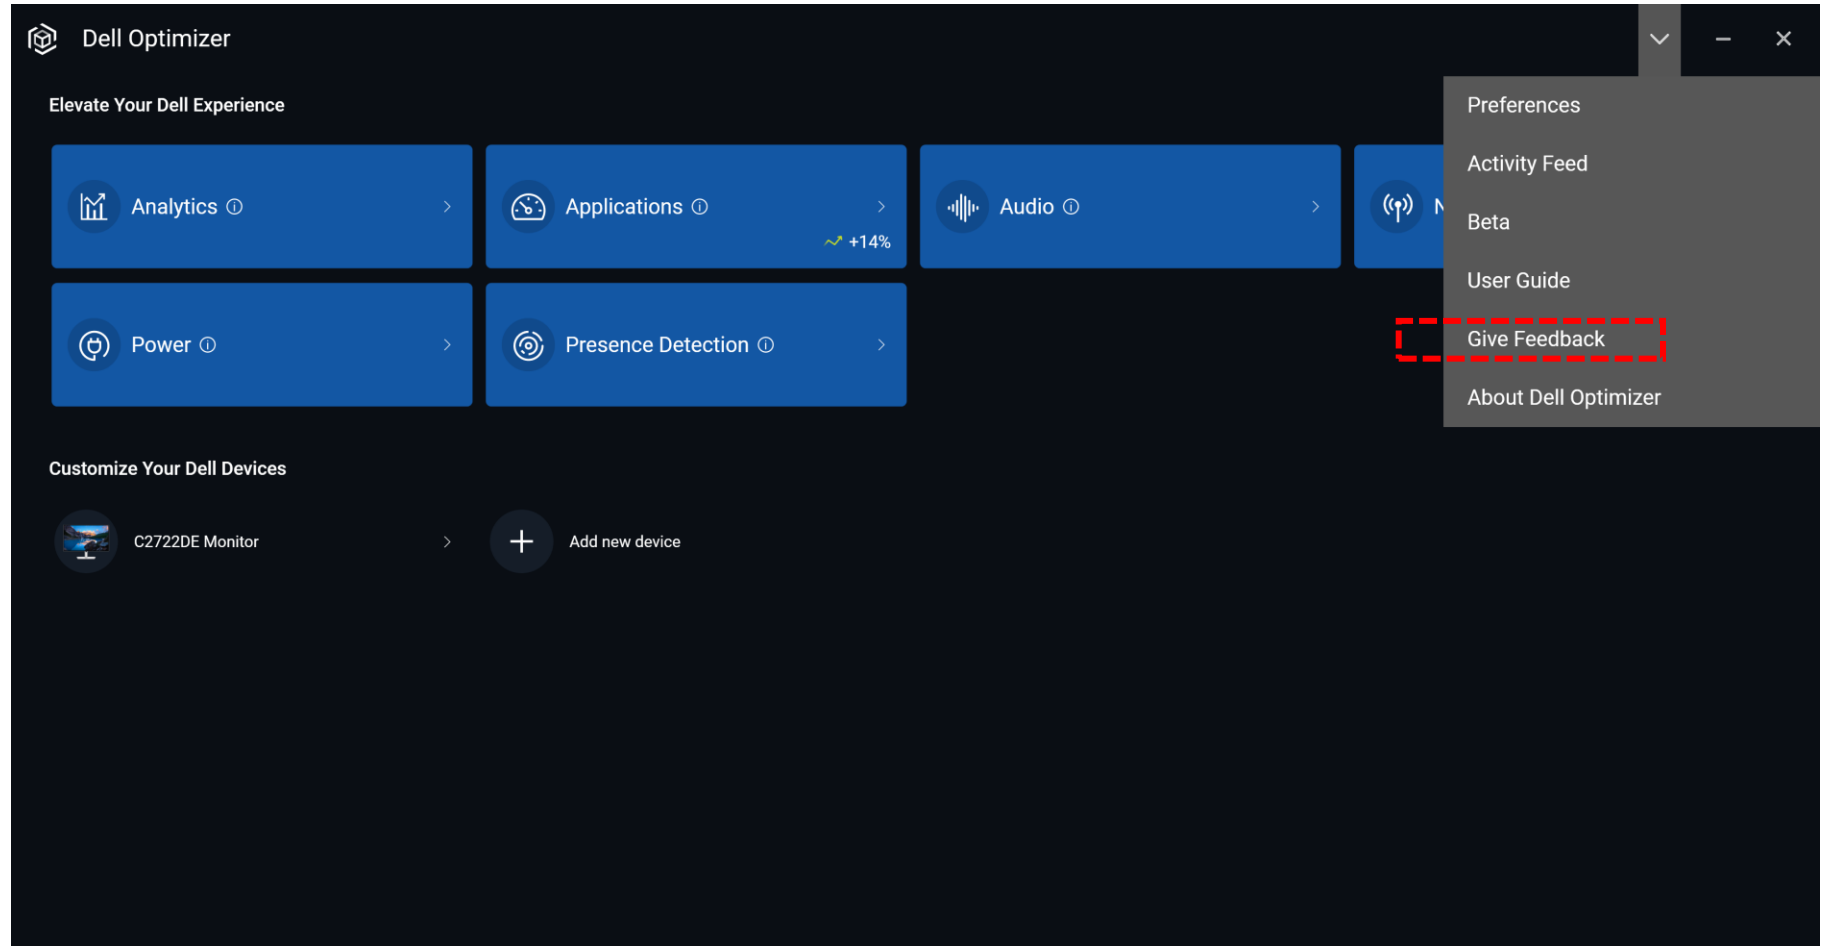 Dell Optimizer
Elevate Your Dell Experience
Preferences
Activity Feed
Beta
User Guide
Give Feedback
About Dell Optimizer
Analytics
Applications
+14%
Audio
Power
Presence Detection
Customize Your Dell Devices
C2722DE Monitor
Add new device